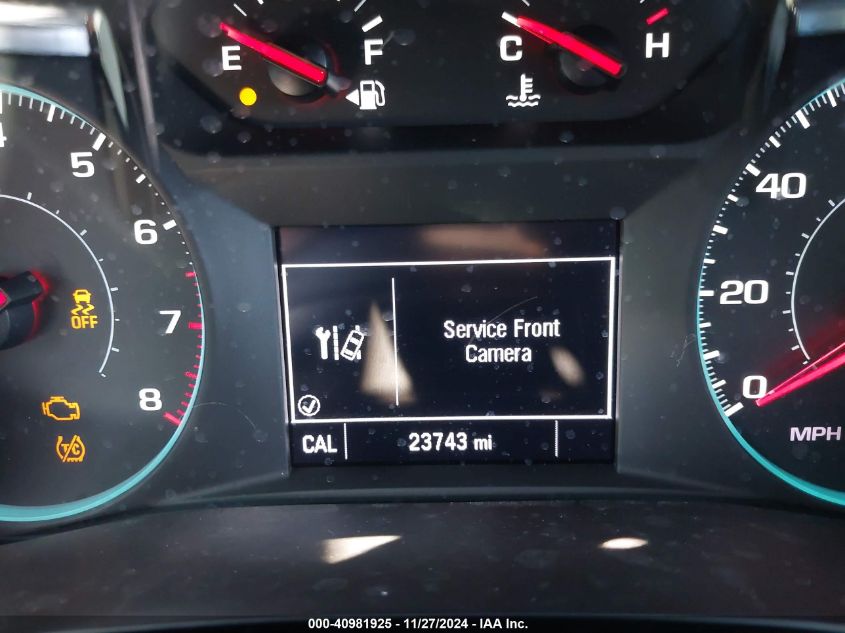 E
F
C
H
4
5
6
7
8
OFF
T/C
Service Front
Camera
CAL
23743 mi
40
20
0
MPH
000-40981925 - 11/27/2024 - IAA Inc.